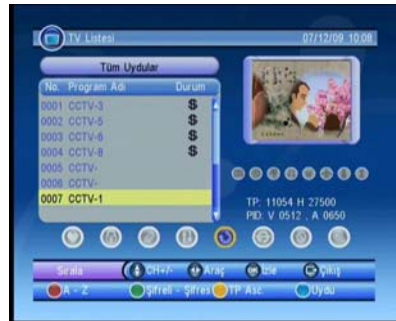 TV Listesi 07/12/09 10:08
Tüm Uydular
No. Program Adı Durum
0001 CCTV-3 $
0002 CCTV-5 $
0003 CCTV-6 $
0004 CCTV-8 $
0005 CCTV-
0006 CCTV-
0007 CCTV-1
TP: 11054 H 27500
PID: V 0512 , A 0650
Sırala CH+/- Araç OK İzle Çıkış
A - Z Şifreli - Şifres TP Asc. Uydu